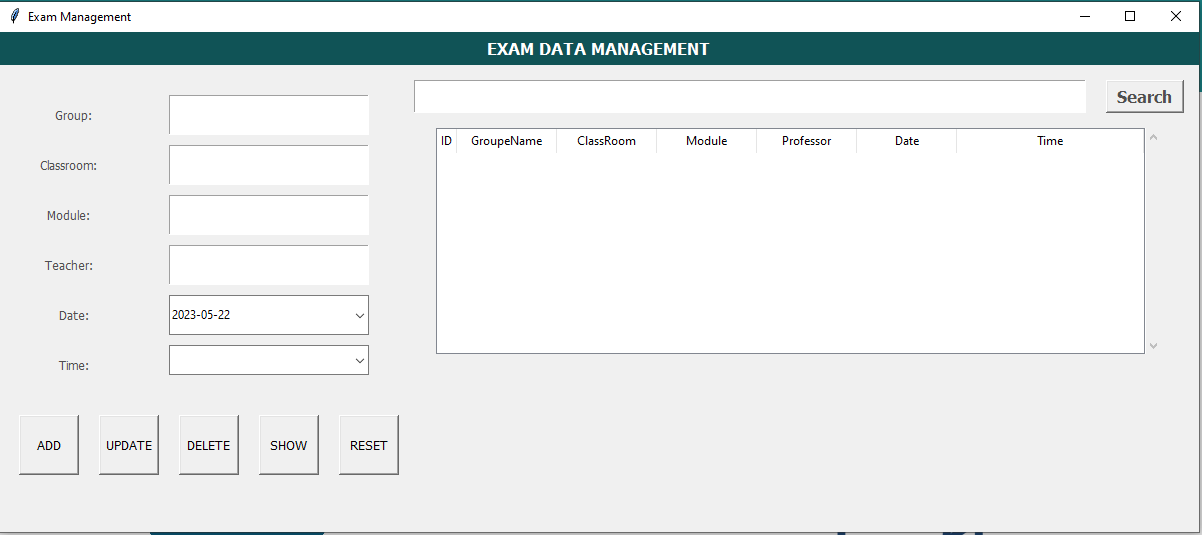 Exam Management
EXAM DATA MANAGEMENT
Search
Group:
Classroom:
Module:
Teacher:
Date: 2023-05-22
Time:
ID GroupeName ClassRoom Module Professor Date Time
ADD UPDATE DELETE SHOW RESET